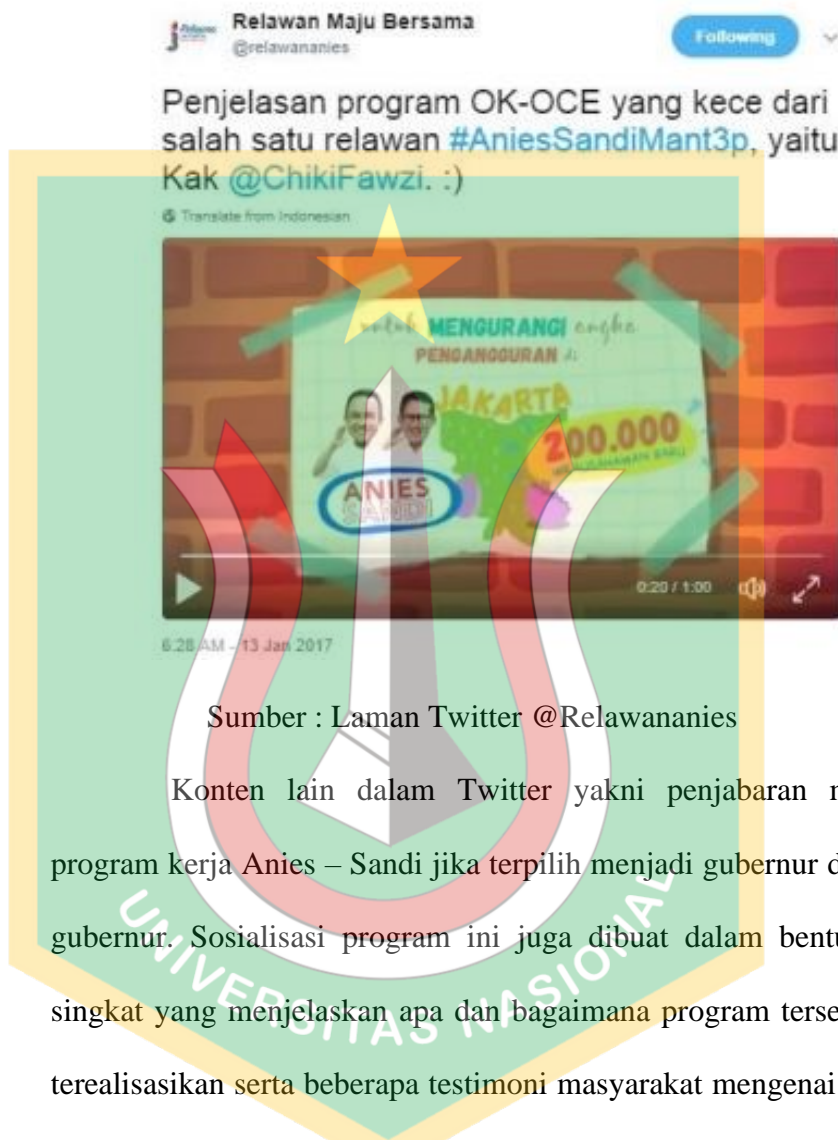 Relawan Maju Bersama
@relawananies
Following
Penjelasan program OK-OCE yang kece dari
salah satu relawan #AniesSandiMant3p, yaitu
Kak @ChikiFawzi. :)
Translate from Indonesian
untuk MENGURANGI angka
PENGANGGURAN di
JAKARTA
200.000
BARU
ANIES
SANDI
0:20 / 1:00
6:28 AM - 13 Jan 2017
Sumber : Laman Twitter @Relawananies
Konten lain dalam Twitter yakni penjabaran
program kerja Anies – Sandi jika terpilih menjadi gubernur
gubernur. Sosialisasi program ini juga dibuat dalam
singkat yang menjelaskan apa dan bagaimana program
terealisasikan serta beberapa testimoni masyarakat mengenai
UNIVERSITAS NASIONAL